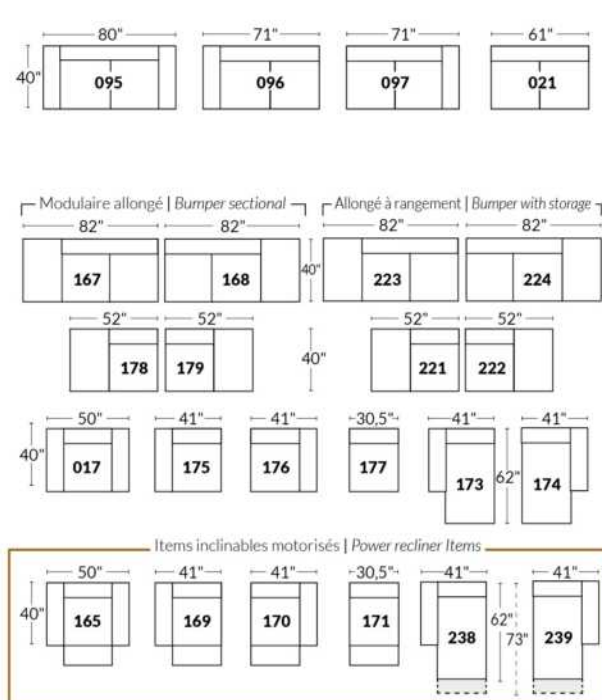 80" 71" 71" 61"
40" 095 096 097 021
Modulaire allongé | Bumper sectional Allongé à rangement | Bumper with storage
82" 82" 82" 82"
167 168 40" 223 224
52" 52" 52" 52"
178 179 40" 221 222
50" 41" 41" 30,5" 41" 41"
40" 017 175 176 177 173 62" 174
Items inclinables motorisés | Power recliner Items
50" 41" 41" 30,5" 41" 41"
40" 165 169 170 171 238 62" 73" 239